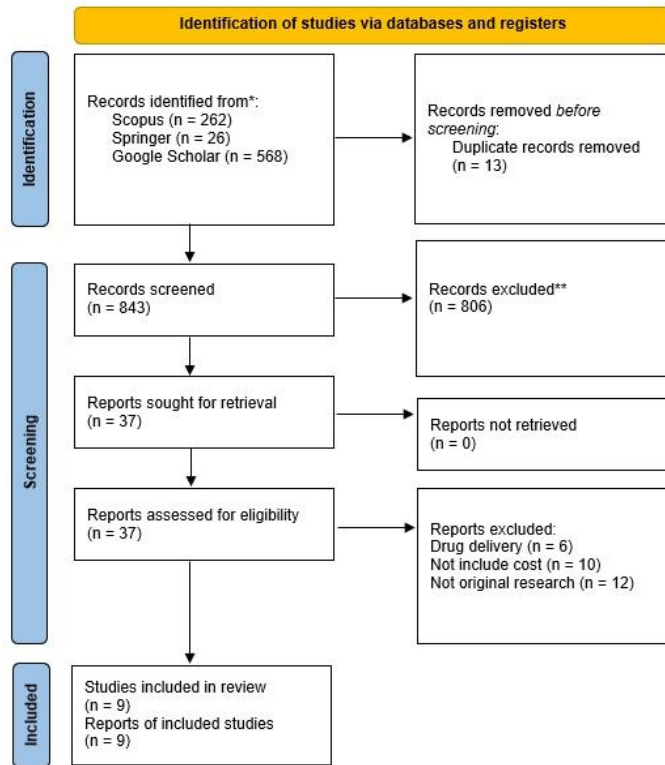 Identification of studies via databases and registers
Identification
Records identified from*:
Scopus (n = 262)
Springer (n = 26)
Google Scholar (n = 568)
Records removed before
screening:
Duplicate records removed
(n = 13)
Screening
Records screened
(n = 843)
Records excluded**
(n = 806)
Reports sought for retrieval
(n = 37)
Reports not retrieved
(n = 0)
Reports assessed for eligibility
(n = 37)
Reports excluded:
Drug delivery (n = 6)
Not include cost (n = 10)
Not original research (n = 12)
Included
Studies included in review
(n = 9)
Reports of included studies
(n = 9)